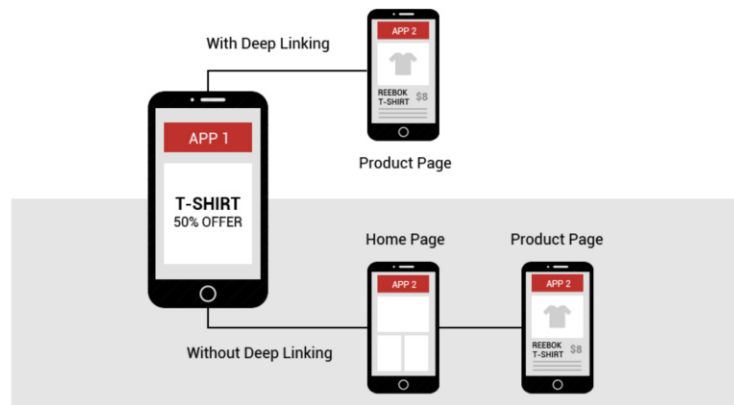 With Deep Linking
APP 2
REEBOK
T-SHIRT $8
Product Page
APP 1
T-SHIRT
50% OFFER
Without Deep Linking
Home Page
APP 2
Product Page
APP 2
REEBOK
T-SHIRT $8